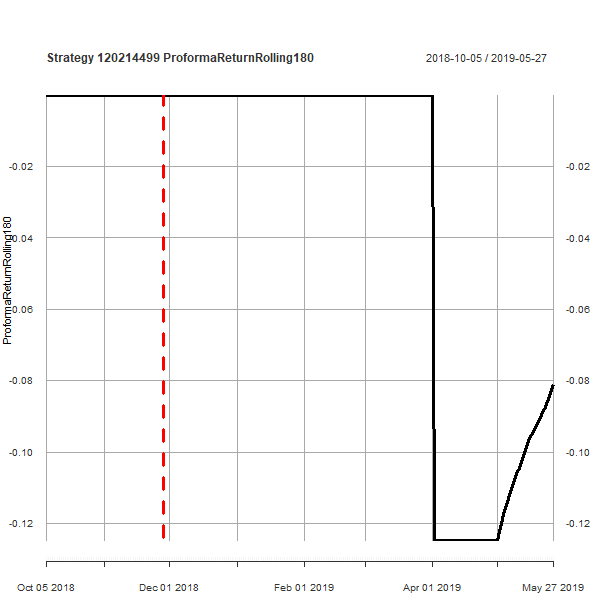 Strategy 120214499 ProformaReturnRolling180
2018-10-05 / 2019-05-27
ProformaReturnRolling180
-0.02
-0.04
-0.06
-0.08
-0.10
-0.12
-0.02
-0.04
-0.06
-0.08
-0.10
-0.12
Oct 05 2018
Dec 01 2018
Feb 01 2019
Apr 01 2019
May 27 2019